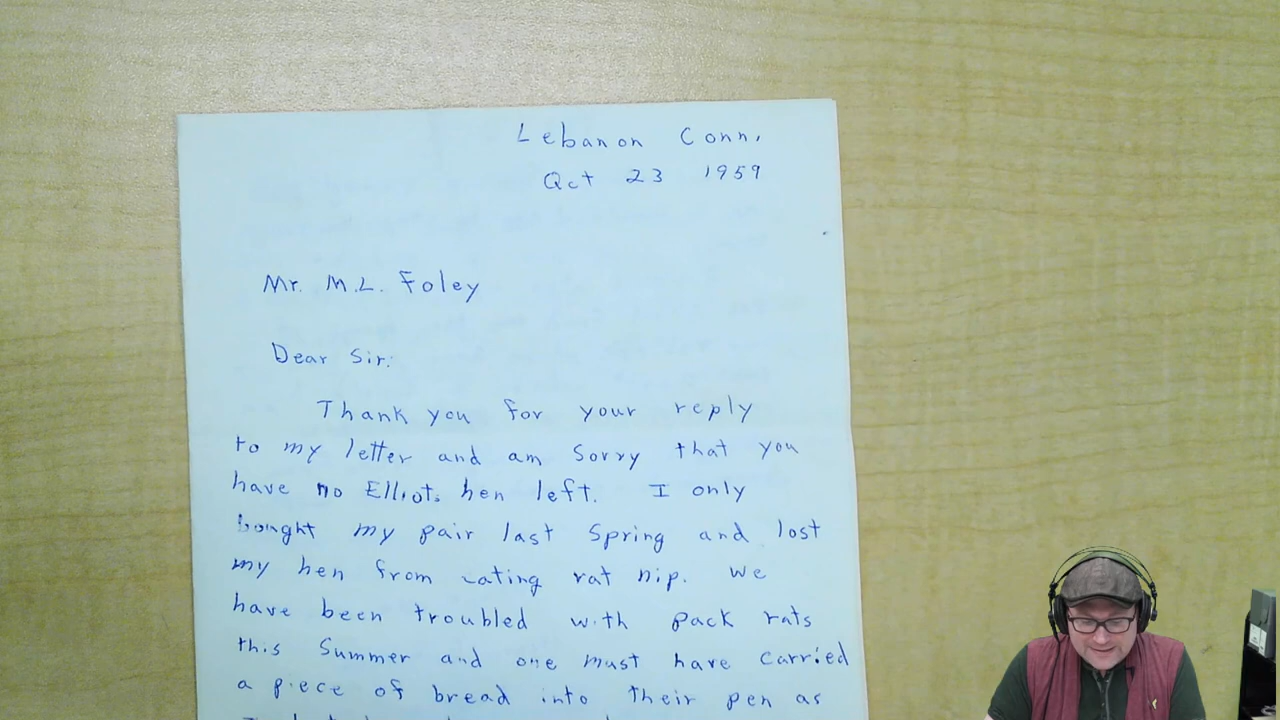 Lebanon Conn.
Oct 23 1959
Mr. M.L. Foley
Dear Sir:
Thank you for your reply
to my letter and am Sorry that you
have no Elliots hen left. I only
bought my pair last Spring and lost
my hen from eating rat nip. We
have been troubled with pack rats
this Summer and one must have carried
a piece of bread into their pen as